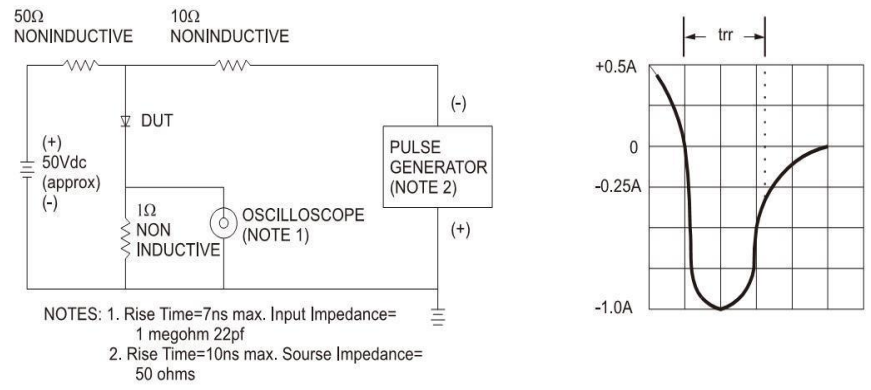 50Ω
NONINDUCTIVE
10Ω
NONINDUCTIVE
DUT
(+)
50Vdc
(approx)
(-)
1Ω
NON
INDUCTIVE
OSCILLOSCOPE
(NOTE 1)
(-)
PULSE
GENERATOR
(NOTE 2)
(+)
NOTES: 1. Rise Time=7ns max. Input Impedance=
1 megohm 22pf
2. Rise Time=10ns max. Sourse Impedance=
50 ohms
trr
+0.5A
0
-0.25A
-1.0A